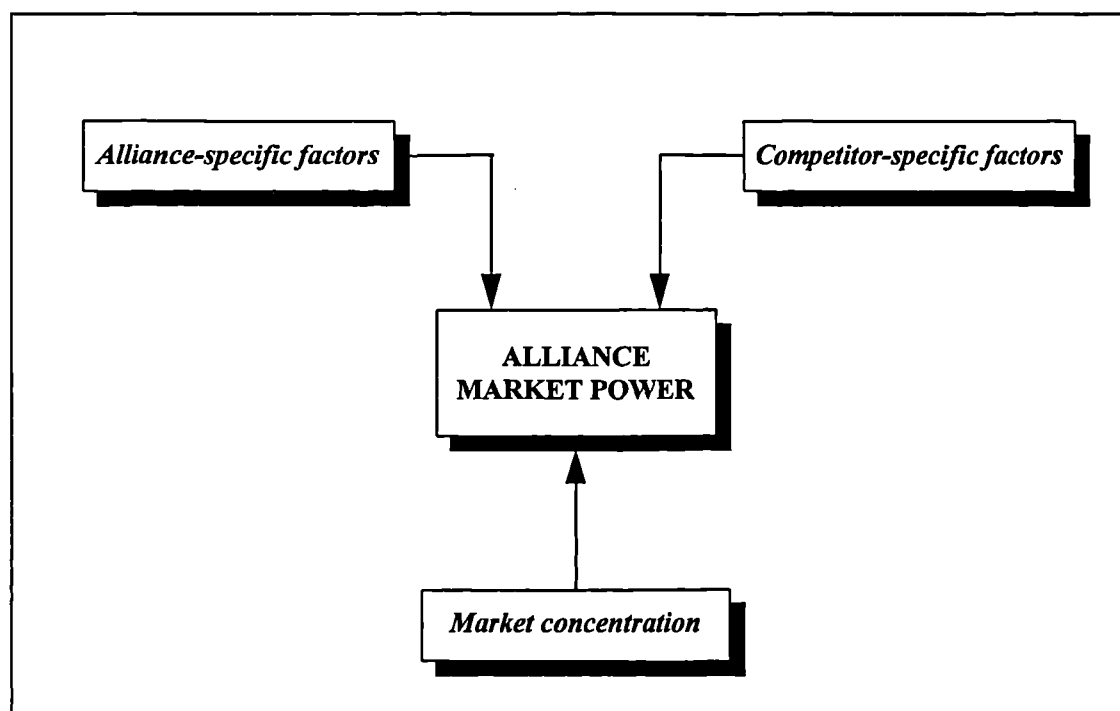 Alliance-specific factors
Competitor-specific factors
ALLIANCE
MARKET POWER
Market concentration